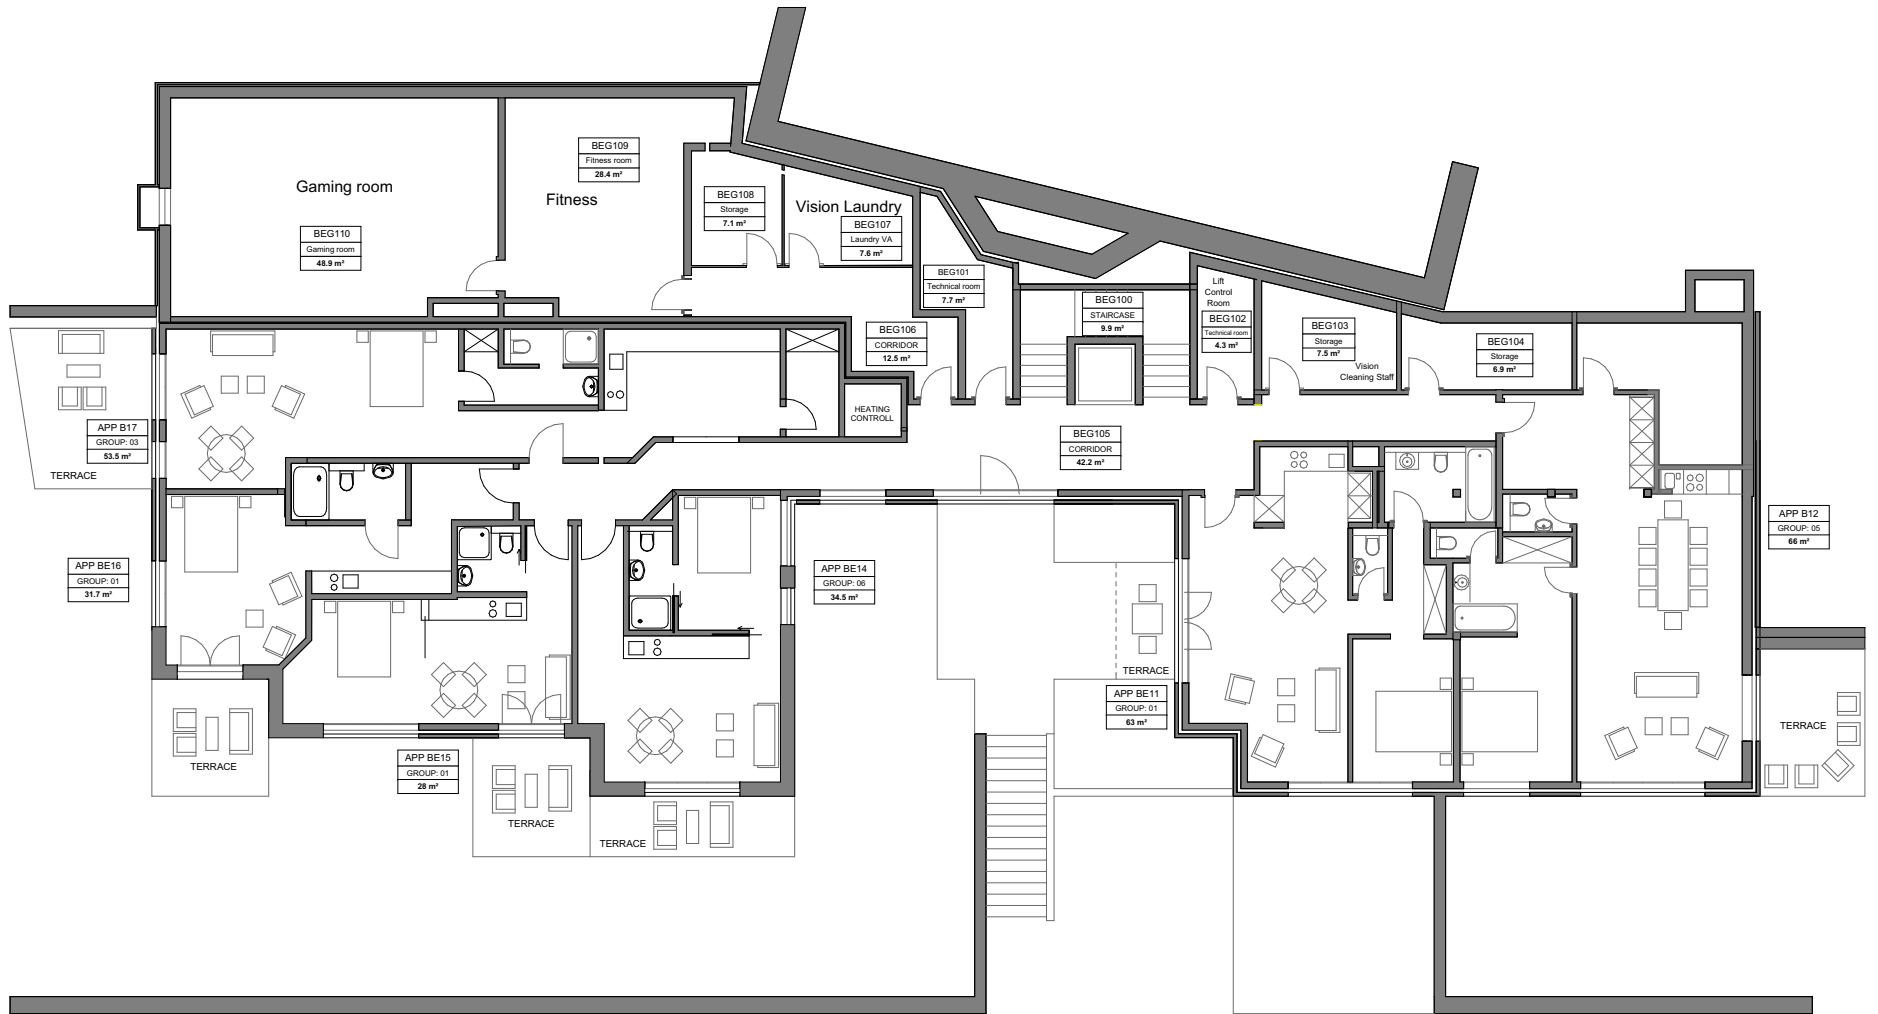 Gaming room
BEG110
Gaming room
48.9 m²
BEG109
Fitness room
28.4 m²
Fitness
BEG108
Storage
7.1 m²
Vision Laundry
BEG107
Laundry VA
7.6 m²
BEG101
Technical room
7.7 m²
BEG106
CORRIDOR
12.5 m²
BEG100
STAIRCASE
9.9 m²
Lift
Control
Room
BEG102
Technical room
4.3 m²
BEG103
Storage
7.5 m²
Vision
Cleaning Staff
BEG104
Storage
6.9 m²
HEATING
CONTROLL
BEG105
CORRIDOR
42.2 m²
APP B17
GROUP: 03
53.5 m²
TERRACE
APP BE16
GROUP: 01
31.7 m²
TERRACE
APP BE15
GROUP: 01
28 m²
TERRACE
APP BE14
GROUP: 06
34.5 m²
TERRACE
TERRACE
APP BE11
GROUP: 01
63 m²
APP B12
GROUP: 05
66 m²
TERRACE